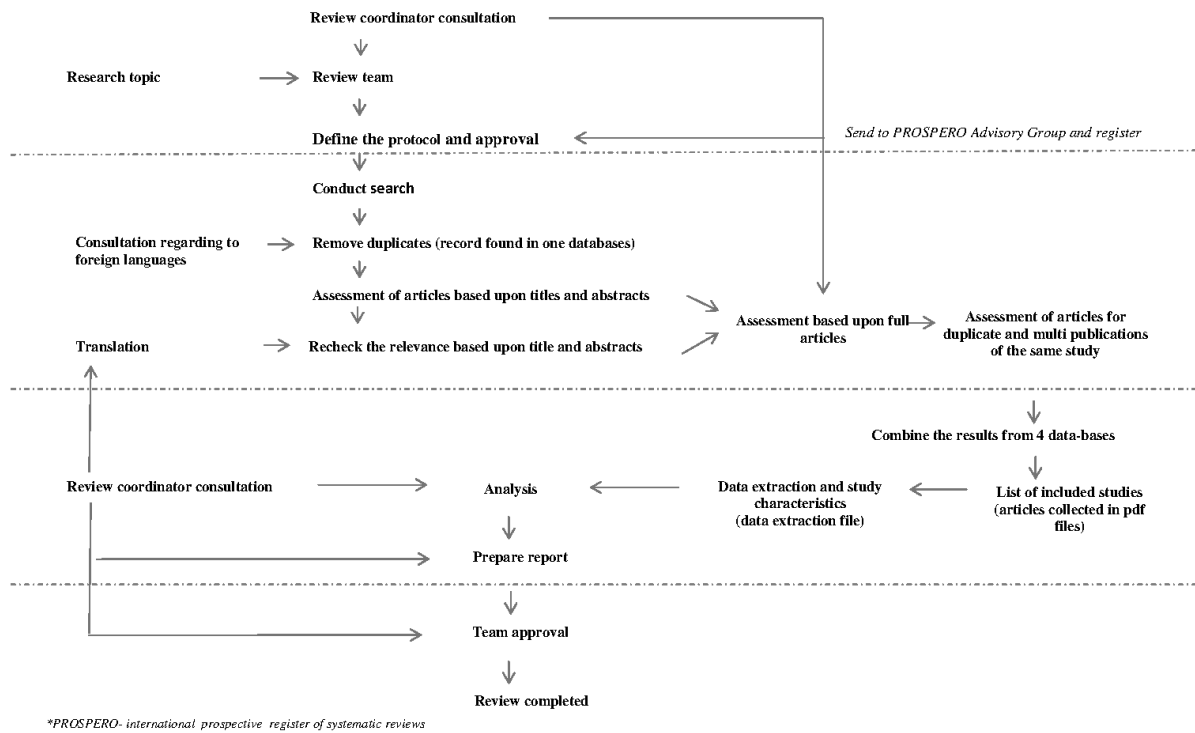 Review coordinator consultation
Research topic
Review team
Define the protocol and approval
Send to PROSPERO Advisory Group and register
Conduct search
Consultation regarding to
foreign languages
Remove duplicates (record found in one databases)
Assessment of articles based upon titles and abstracts
Translation
Recheck the relevance based upon title and abstracts
Assessment based upon full
articles
Assessment of articles for
duplicate and multi publications
of the same study
Combine the results from 4 data-bases
Review coordinator consultation
Analysis
Data extraction and study
characteristics
(data extraction file)
List of included studies
(articles collected in pdf
files)
Prepare report
Team approval
Review completed
*PROSPERO- international prospective register of systematic reviews